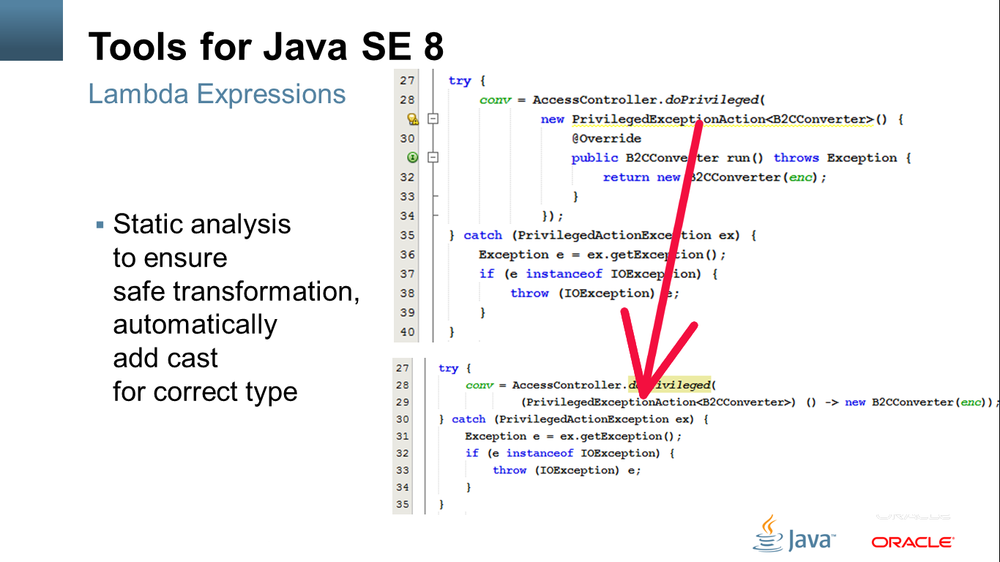 Tools for Java SE 8
Lambda Expressions
▪ Static analysis
to ensure
safe transformation,
automatically
add cast
for correct type
27 try {
28 conv = AccessController.doPrivileged(
new PrivilegedExceptionAction<B2CConverter>() {
30 @Override
public B2CConverter run() throws Exception {
32 return new B2CConverter(enc);
33 }
34 });
35 } catch (PrivilegedActionException ex) {
36 Exception e = ex.getException();
37 if (e instanceof IOException) {
38 throw (IOException) e;
39 }
40 }
27 try {
28 conv = AccessController.doPrivileged(
29 (PrivilegedExceptionAction<B2CConverter>) () -> new B2CConverter(enc));
30 } catch (PrivilegedActionException ex) {
31 Exception e = ex.getException();
32 if (e instanceof IOException) {
33 throw (IOException) e;
34 }
35 }
Java™
ORACLE®